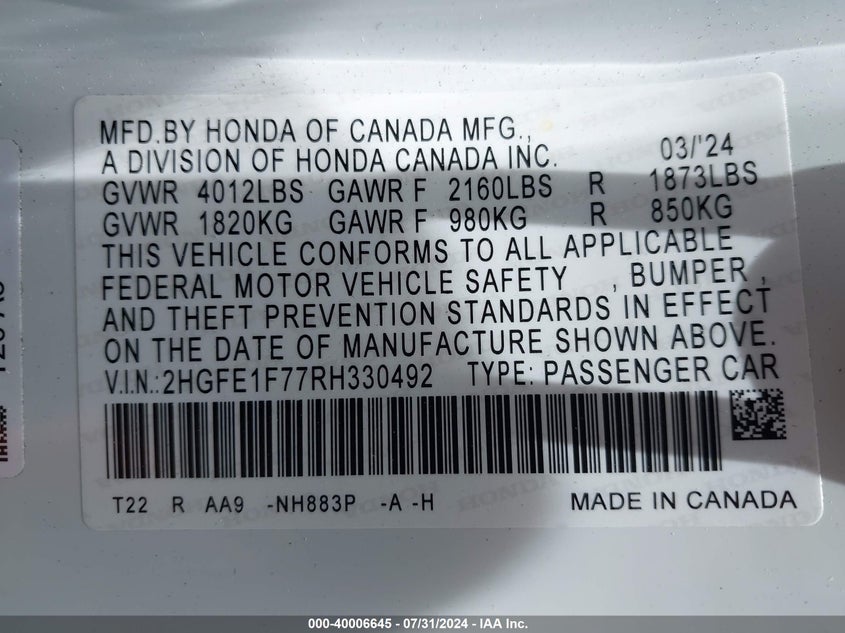 MFD.BY HONDA OF CANADA MFG.,
A DIVISION OF HONDA CANADA INC. 03/'24
GVWR 4012LBS GAWR F 2160LBS R 1873LBS
GVWR 1820KG GAWR F 980KG R 850KG
THIS VEHICLE CONFORMS TO ALL APPLICABLE
FEDERAL MOTOR VEHICLE SAFETY , BUMPER ,
AND THEFT PREVENTION STANDARDS IN EFFECT
ON THE DATE OF MANUFACTURE SHOWN ABOVE.
V.I.N.:2HGFE1F77RH330492 TYPE: PASSENGER CAR
T22 R AA9 -NH883P -A -H MADE IN CANADA
000-40006645 / 07/31/2024 - IAA Inc.